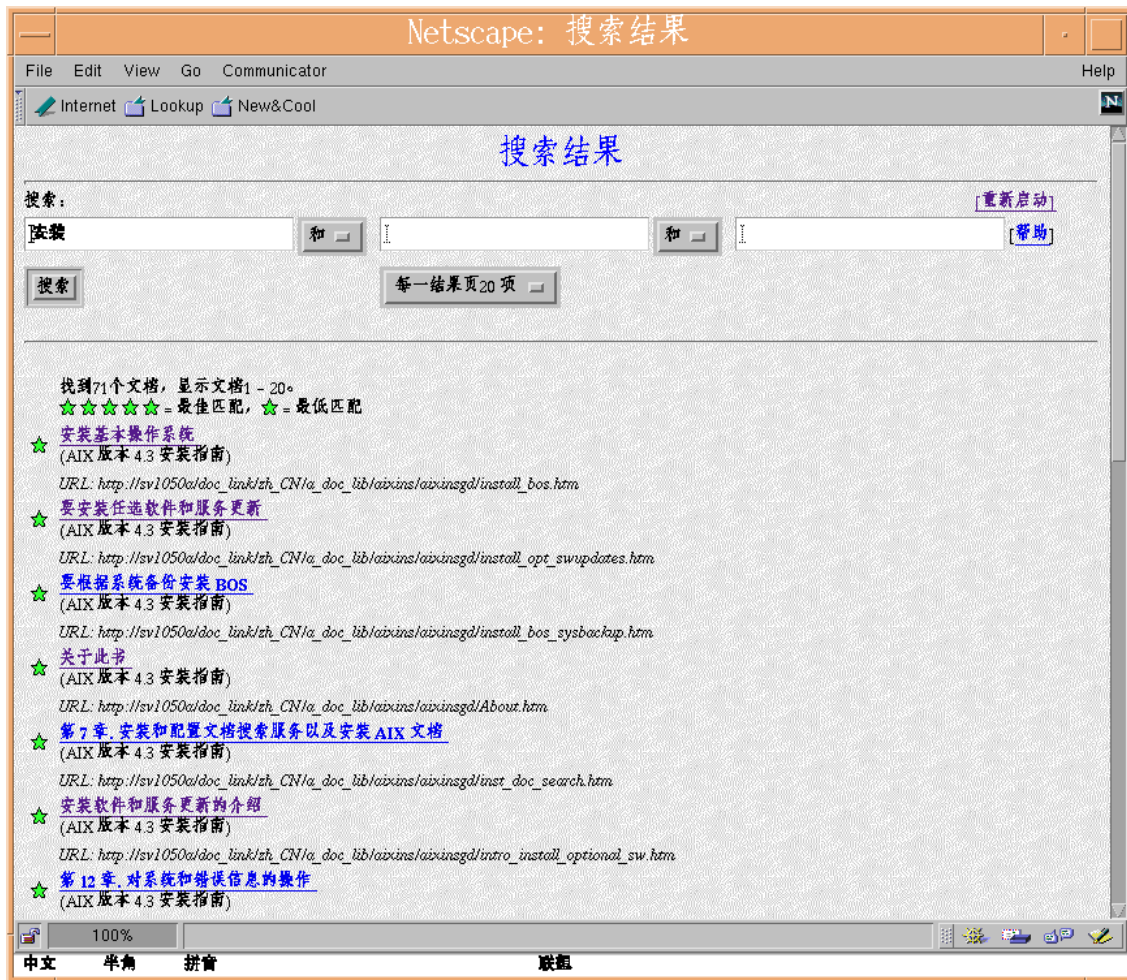 Netscape: 搜索结果
File Edit View Go Communicator Help
Internet Lookup New&Cool N
搜索结果
搜索: [重新启动]
安装 和 和 [帮助]
搜索 每一结果页20 项
找到71个文档, 显示文档1 - 20。
= 最佳匹配, = 最低匹配
安装基本操作系统
(AIX 版本 4.3 安装指南)
URL: http://sv1050a/doc_link/zh_CN/a_doc_lib/aixins/aixinsgd/install_bos.htm
要安装任选软件和服务更新
(AIX 版本 4.3 安装指南)
URL: http://sv1050a/doc_link/zh_CN/a_doc_lib/aixins/aixinsgd/install_opt_swupdates.htm
要根据系统备份安装 BOS
(AIX 版本 4.3 安装指南)
URL: http://sv1050a/doc_link/zh_CN/a_doc_lib/aixins/aixinsgd/install_bos_sysbackup.htm
关于此书
(AIX 版本 4.3 安装指南)
URL: http://sv1050a/doc_link/zh_CN/a_doc_lib/aixins/aixinsgd/About.htm
第 7 章. 安装和配置文档搜索服务以及安装 AIX 文档
(AIX 版本 4.3 安装指南)
URL: http://sv1050a/doc_link/zh_CN/a_doc_lib/aixins/aixinsgd/inst_doc_search.htm
安装软件和服务更新的介绍
(AIX 版本 4.3 安装指南)
URL: http://sv1050a/doc_link/zh_CN/a_doc_lib/aixins/aixinsgd/intro_install_optional_sw.htm
第 12 章. 对系统和错误信息的操作
(AIX 版本 4.3 安装指南)
100%
中文 半角 拼音 联想